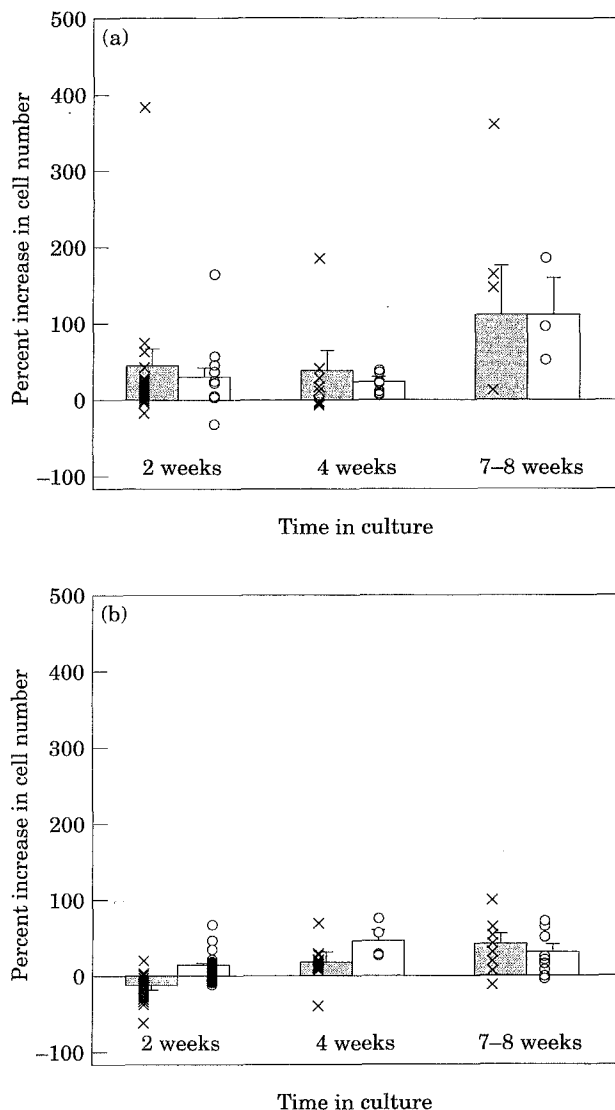 (a)
500
400
300
200
100
0
−100
Percent increase in cell number
2 weeks 4 weeks 7–8 weeks
Time in culture
(b)
500
400
300
200
100
0
−100
Percent increase in cell number
2 weeks 4 weeks 7–8 weeks
Time in culture